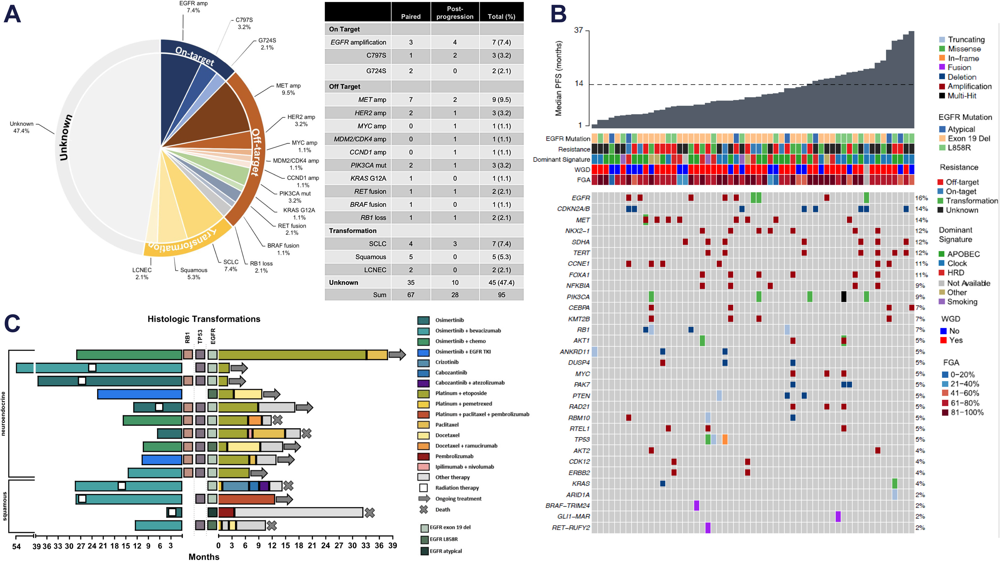 A
EGFR amp
7.4%
C797S
3.2%
G724S
2.1%
MET amp
9.5%
HER2 amp
3.2%
MYC amp
1.1%
MDM2/CDK4 amp
1.1%
CCND1 amp
1.1%
PIK3CA mut
3.2%
KRAS G12A
1.1%
RET fusion
2.1%
BRAF fusion
1.1%
RB1 loss
2.1%
SCLC
7.4%
Squamous
5.3%
LCNEC
2.1%
Unknown
47.4%
On-target
Off-target
Transformation
Unknown
Paired Post-progression Total (%)
On Target
EGFR amplification 3 4 7 (7.4)
C797S 1 2 3 (3.2)
G724S 2 0 2 (2.1)
Off Target
MET amp 7 2 9 (9.5)
HER2 amp 2 1 3 (3.2)
MYC amp 0 1 1 (1.1)
MDM2/CDK4 amp 0 1 1 (1.1)
CCND1 amp 0 1 1 (1.1)
PIK3CA mut 2 1 3 (3.2)
KRAS G12A 1 0 1 (1.1)
RET fusion 1 1 2 (2.1)
BRAF fusion 1 0 1 (1.1)
RB1 loss 1 1 2 (2.1)
Transformation
SCLC 4 3 7 (7.4)
Squamous 5 0 5 (5.3)
LCNEC 2 0 2 (2.1)
Unknown 35 10 45 (47.4)
Sum 67 28 95
B
Median PFS (months)
37
14
1
EGFR Mutation
Resistance
Dominant Signature
WGD
FGA
EGFR 16%
CDKN2A/B 14%
MET 14%
NKX2-1 12%
SDHA 12%
TERT 12%
CCNE1 11%
FOXA1 11%
NFKBIA 9%
PIK3CA 9%
CEBPA 7%
KMT2B 7%
RB1 7%
AKT1 5%
ANKRD11 5%
DUSP4 5%
MYC 5%
PAK7 5%
PTEN 5%
RAD21 5%
RBM10 5%
RTEL1 5%
TP53 5%
AKT2 4%
CDK12 4%
ERBB2 4%
KRAS 4%
ARID1A 2%
BRAF-TRIM24 2%
GLI1-MAR 2%
RET-RUFY2 2%
Truncating
Missense
In-frame
Fusion
Deletion
Amplification
Multi-Hit
EGFR Mutation
Atypical
Exon 19 Del
L858R
Resistance
Off-target
On-taget
Transformation
Unknown
Dominant
Signature
APOBEC
Clock
HRD
Not Available
Other
Smoking
WGD
No
Yes
FGA
0-20%
21-40%
41-60%
61-80%
81-100%
C
Histologic Transformations
RB1
TP53
EGFR
neuroendocrine
squamous
54 39 36 33 30 27 24 21 18 15 12 9 6 3
0 3 6 9 12 15 18 21 24 27 30 33 36 39
Months
Osimertinib
Osimertinib + bevacizumab
Osimertinib + chemo
Osimertinib + EGFR TKI
Crizotinib
Cabozantinib
Cabozantinib + atezolizumab
Platinum + etoposide
Platinum + pemetrexed
Platinum + paclitaxel + pembrolizumab
Paclitaxel
Docetaxel
Docetaxel + ramucirumab
Pembrolizumab
Ipilimumab + nivolumab
Other therapy
Radiation therapy
Ongoing treatment
Death
EGFR exon 19 del
EGFR L858R
EGFR atypical